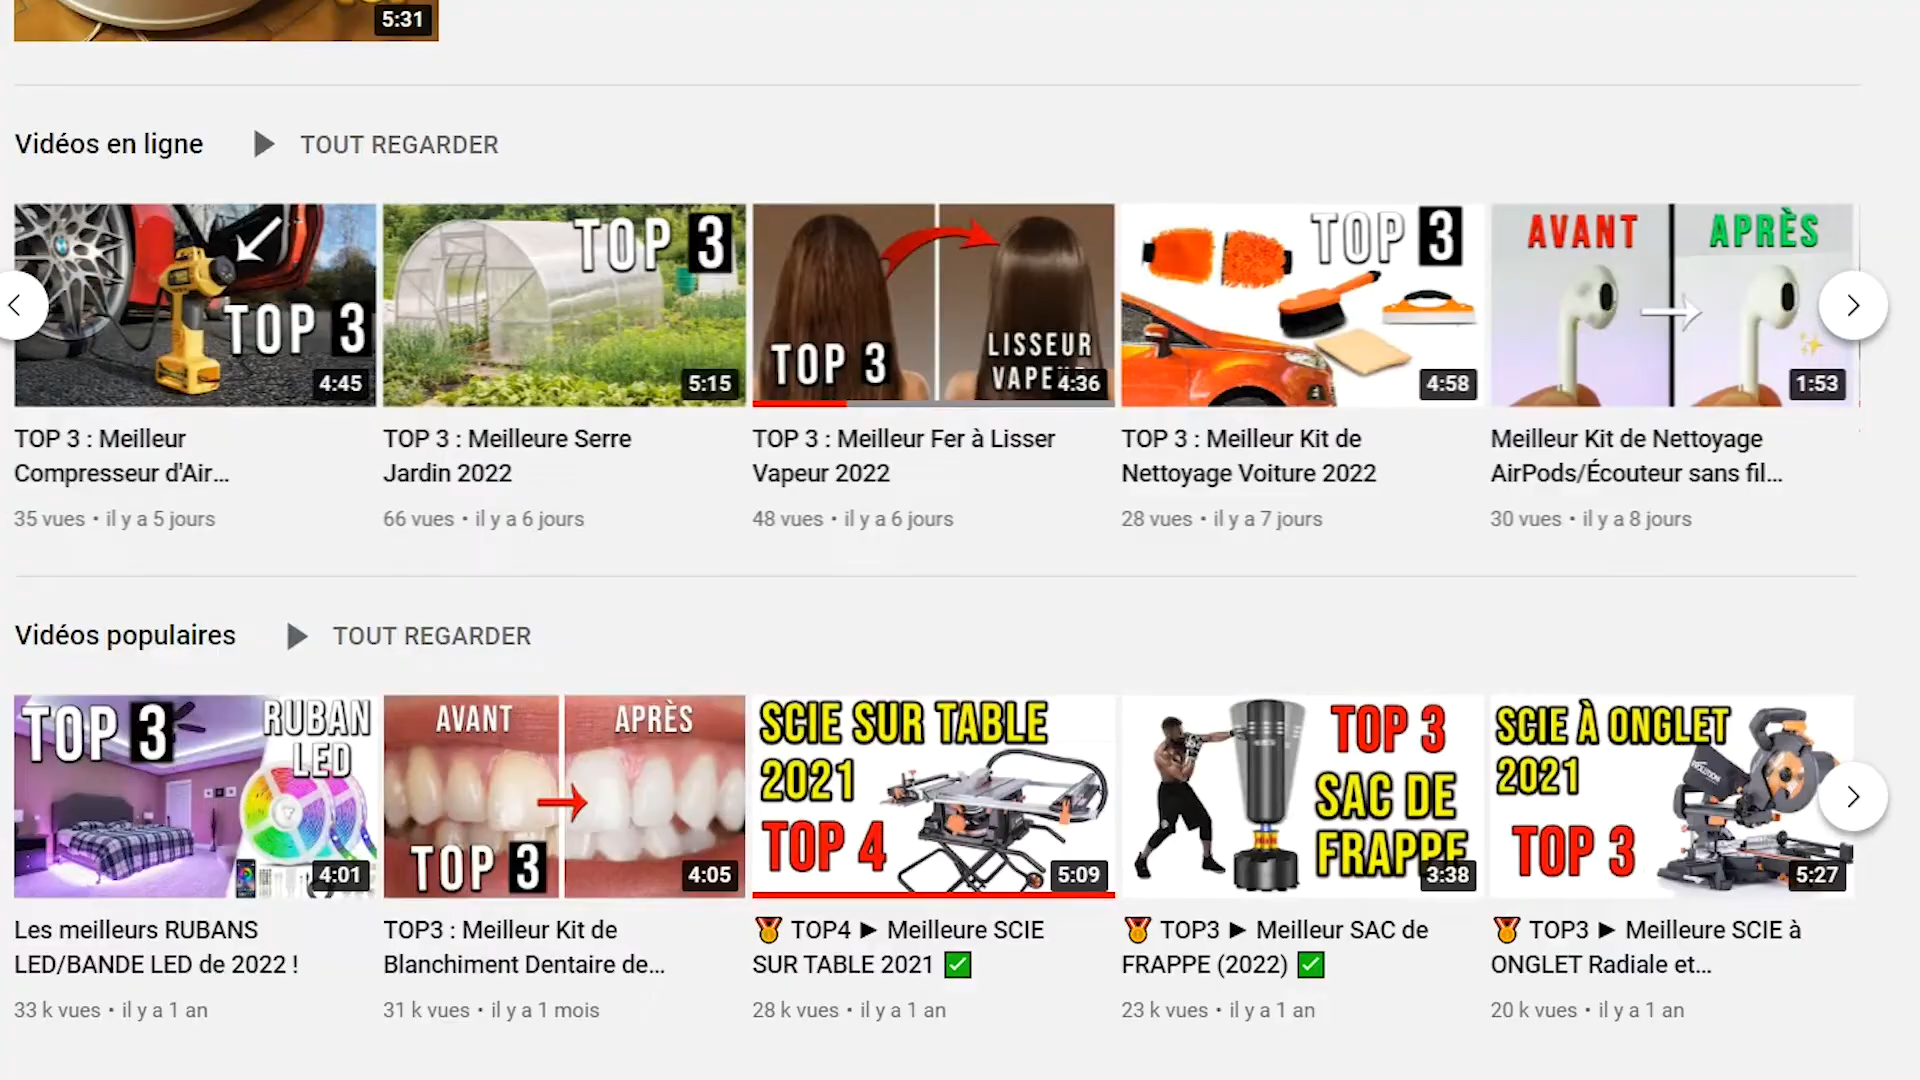 5:31
Vidéos en ligne
TOUT REGARDER
TOP 3
4:45
TOP 3
5:15
TOP 3
LISSEUR
4:36
TOP 3
4:58
AVANT
APRÈS
1:53
TOP 3 : Meilleur
Compresseur d'Air...
35 vues • il y a 5 jours
TOP 3 : Meilleure Serre
Jardin 2022
66 vues • il y a 6 jours
TOP 3 : Meilleur Fer à Lisser
Vapeur 2022
48 vues • il y a 6 jours
TOP 3 : Meilleur Kit de
Nettoyage Voiture 2022
28 vues • il y a 7 jours
Meilleur Kit de Nettoyage
AirPods/Écouteur sans fil...
30 vues • il y a 8 jours
Vidéos populaires
TOUT REGARDER
TOP 3
RUBAN
LED
4:01
AVANT
APRÈS
TOP 3
4:05
SCIE SUR TABLE
2021
TOP 4
5:09
TOP 3
SAC DE
FRAPPE
3:38
SCIE À ONGLET
2021
TOP 3
EVOLUTION
5:27
Les meilleurs RUBANS
LED/BANDE LED de 2022 !
33 k vues • il y a 1 an
TOP3 : Meilleur Kit de
Blanchiment Dentaire de...
31 k vues • il y a 1 mois
🏅 TOP4 ► Meilleure SCIE
SUR TABLE 2021 ✅
28 k vues • il y a 1 an
🏅 TOP3 ► Meilleur SAC de
FRAPPE (2022) ✅
23 k vues • il y a 1 an
🏅 TOP3 ► Meilleure SCIE à
ONGLET Radiale et...
20 k vues • il y a 1 an